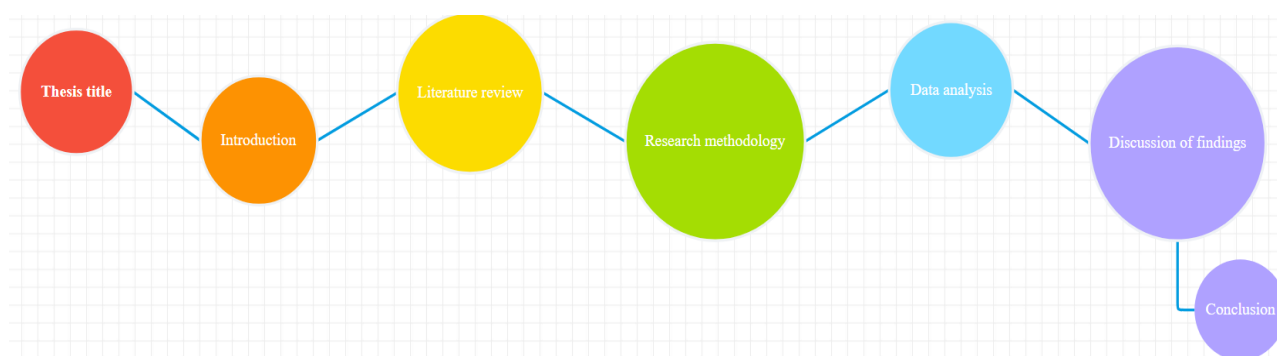 Thesis title
Introduction
Literature review
Research methodology
Data analysis
Discussion of findings
Conclusion